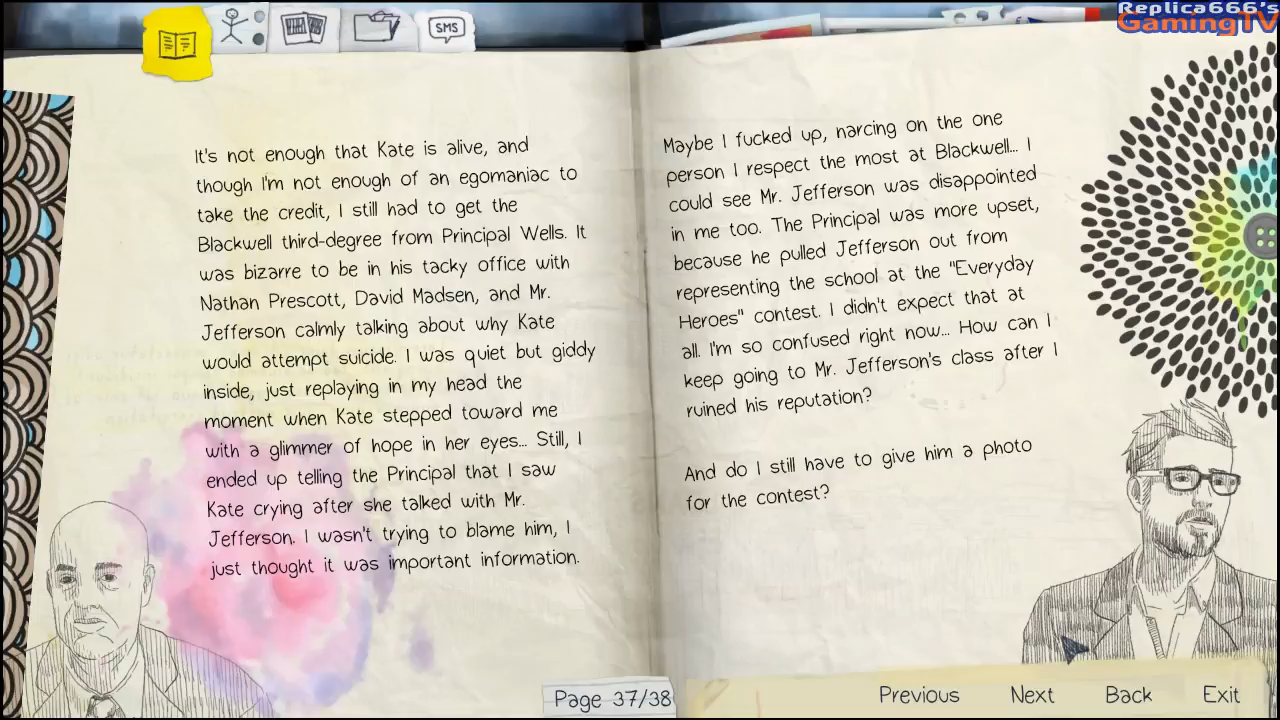 SMS
Replica666's
GamingTV
It's not enough that Kate is alive, and
though I'm not enough of an egomaniac to
take the credit, I still had to get the
Blackwell third-degree from Principal Wells. It
was bizarre to be in his tacky office with
Nathan Prescott, David Madsen, and Mr.
Jefferson calmly talking about why Kate
would attempt suicide. I was quiet but giddy
inside, just replaying in my head the
moment when Kate stepped toward me
with a glimmer of hope in her eyes... Still, I
ended up telling the Principal that I saw
Kate crying after she talked with Mr.
Jefferson. I wasn't trying to blame him, I
just thought it was important information.
Maybe I fucked up, narcing on the one
person I respect the most at Blackwell... I
could see Mr. Jefferson was disappointed
in me too. The Principal was more upset,
because he pulled Jefferson out from
representing the school at the "Everyday
Heroes" contest. I didn't expect that at
all. I'm so confused right now... How can I
keep going to Mr. Jefferson's class after I
ruined his reputation?
And do I still have to give him a photo
for the contest?
Page 37/38
Previous
Next
Back
Exit